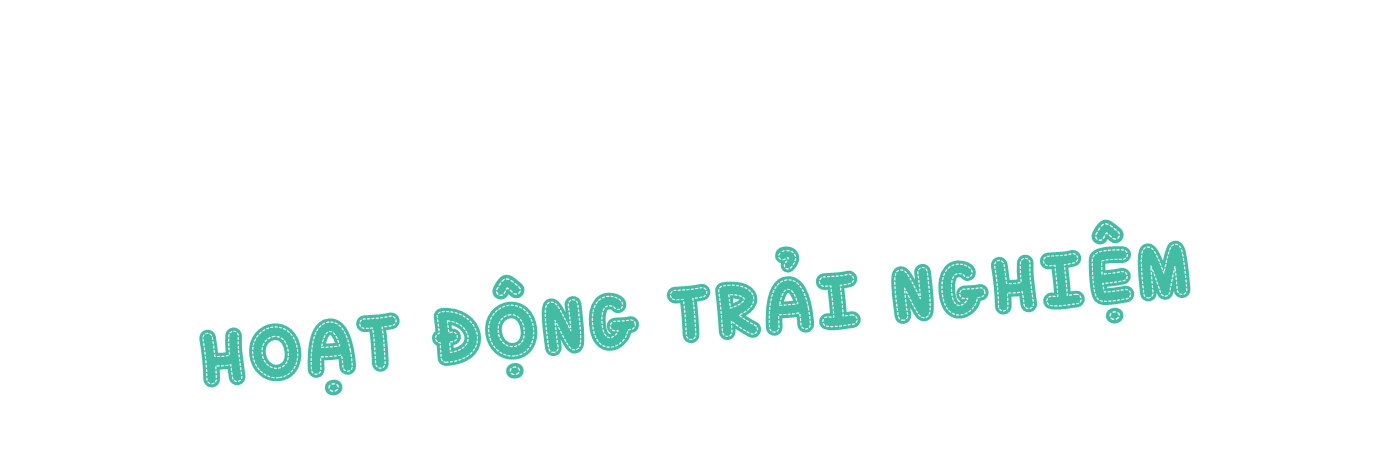 HOẠT ĐỘNG TRẢI NGHIỆM